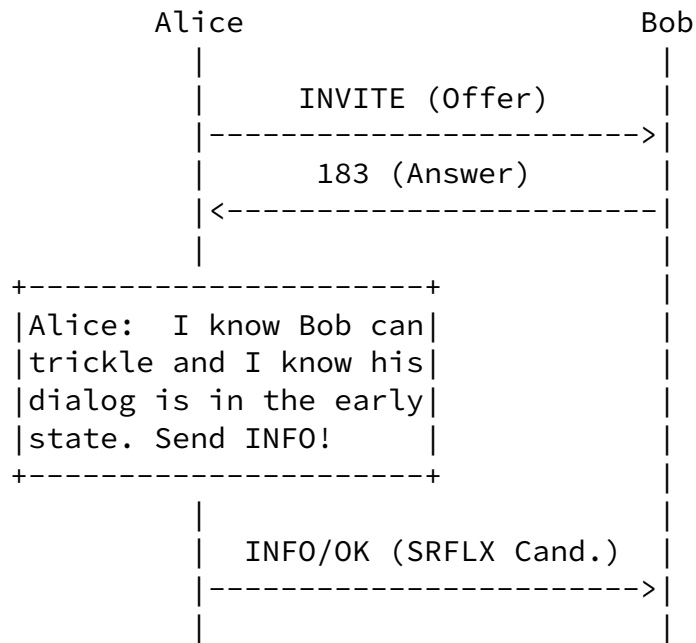 Alice Bob
INVITE (Offer)
183 (Answer)
Alice: I know Bob can
trickle and I know his
dialog is in the early
state. Send INFO!
INFO/OK (SRFLX Cand.)